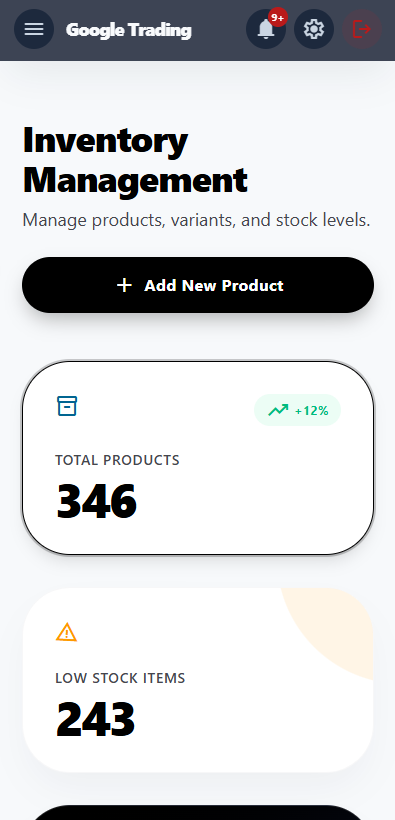 Google Trading
9+
Inventory
Management
Manage products, variants, and stock levels.
Add New Product
+12%
TOTAL PRODUCTS
346
LOW STOCK ITEMS
243